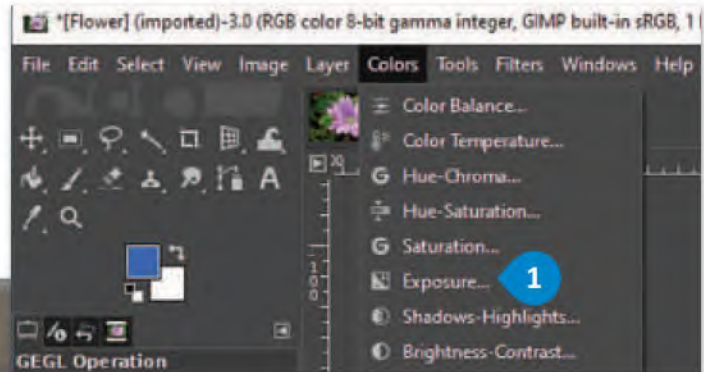 *[Flower] (imported)-3.0 (RGB color 8-bit gamma integer, GIMP built-in sRGB, 1
File Edit Select View Image Layer Colors Tools Filters Windows Help
Color Balance...
Color Temperature...
Hue-Chroma...
Hue-Saturation...
Saturation...
Exposure... 1
Shadows-Highlights...
Brightness-Contrast...
100
GEGL Operation